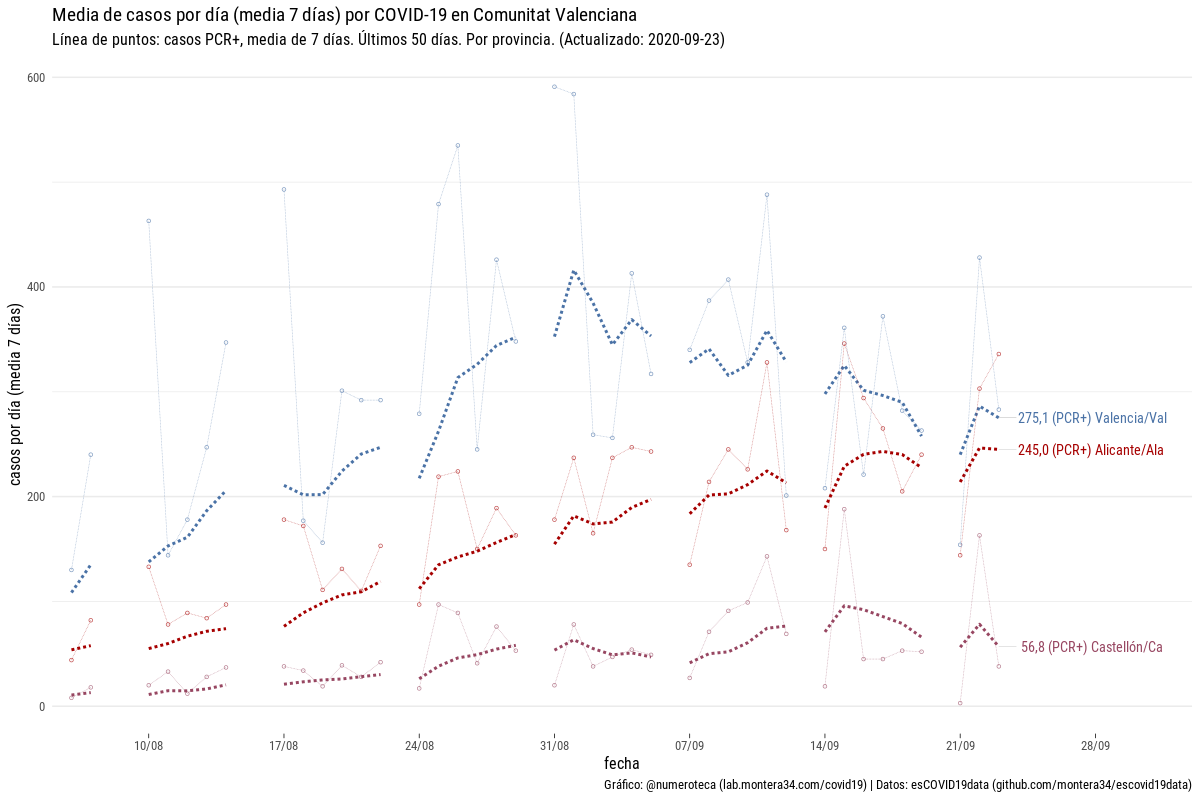 Media de casos por día (media 7 días) por COVID-19 en Comunitat Valenciana
Línea de puntos: casos PCR+, media de 7 días. Últimos 50 días. Por provincia. (Actualizado: 2020-09-23)
casos por día (media 7 días)
600
400
200
0
275,1 (PCR+) Valencia/Val
245,0 (PCR+) Alicante/Ala
56,8 (PCR+) Castellón/Ca
10/08 17/08 24/08 31/08 07/09 14/09 21/09 28/09
fecha
Gráfico: @numeroteca (lab.montera34.com/covid19) | Datos: esCOVID19data (github.com/montera34/escovid19data)